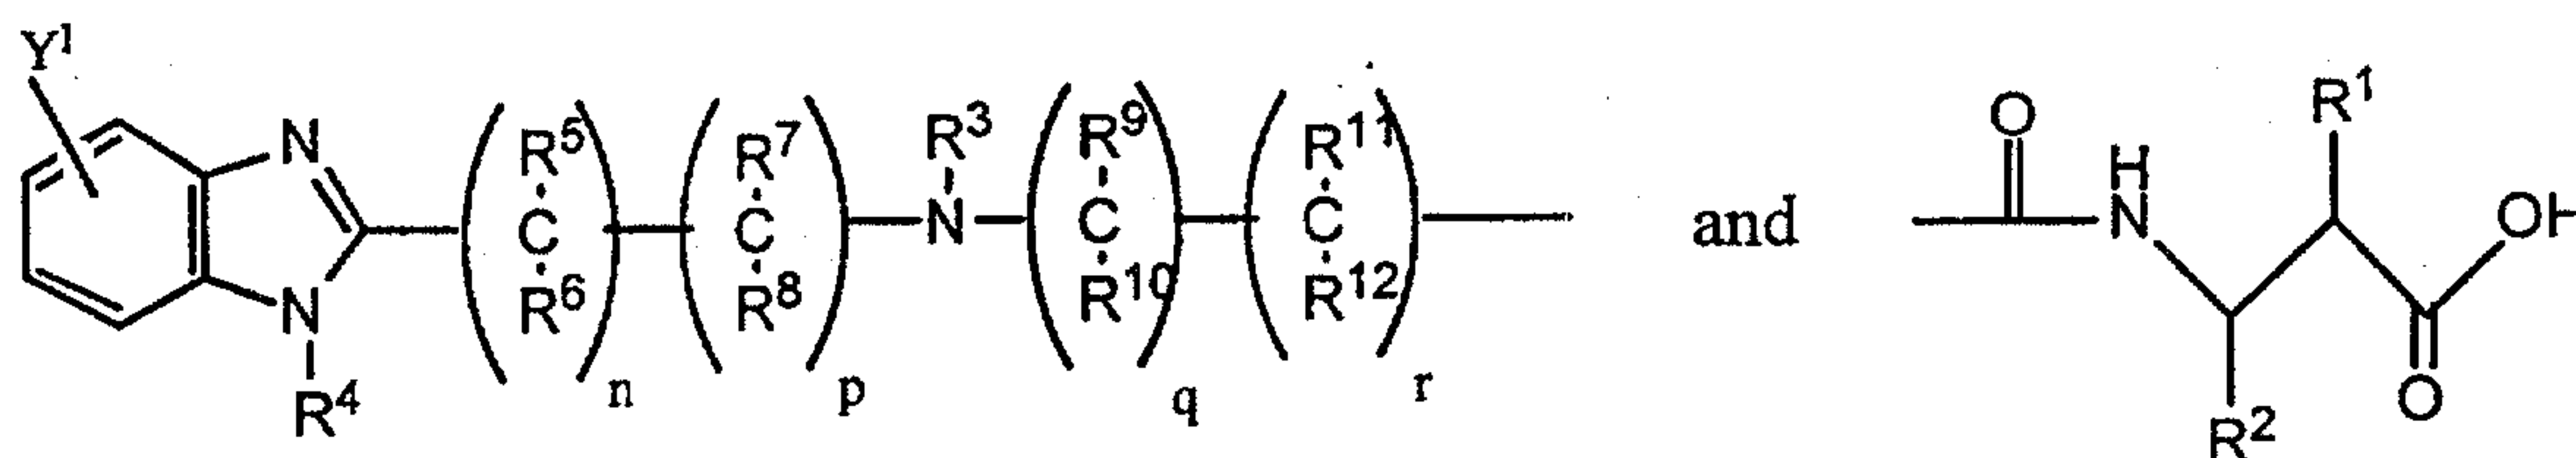 Y¹
N
N
R⁴
R⁵
C
R⁶
n
R⁷
C
R⁸
p
R³
N
R⁹
C
R¹⁰
q
R¹¹
C
R¹²
r
and
O
H
N
R¹
R²
OH
O